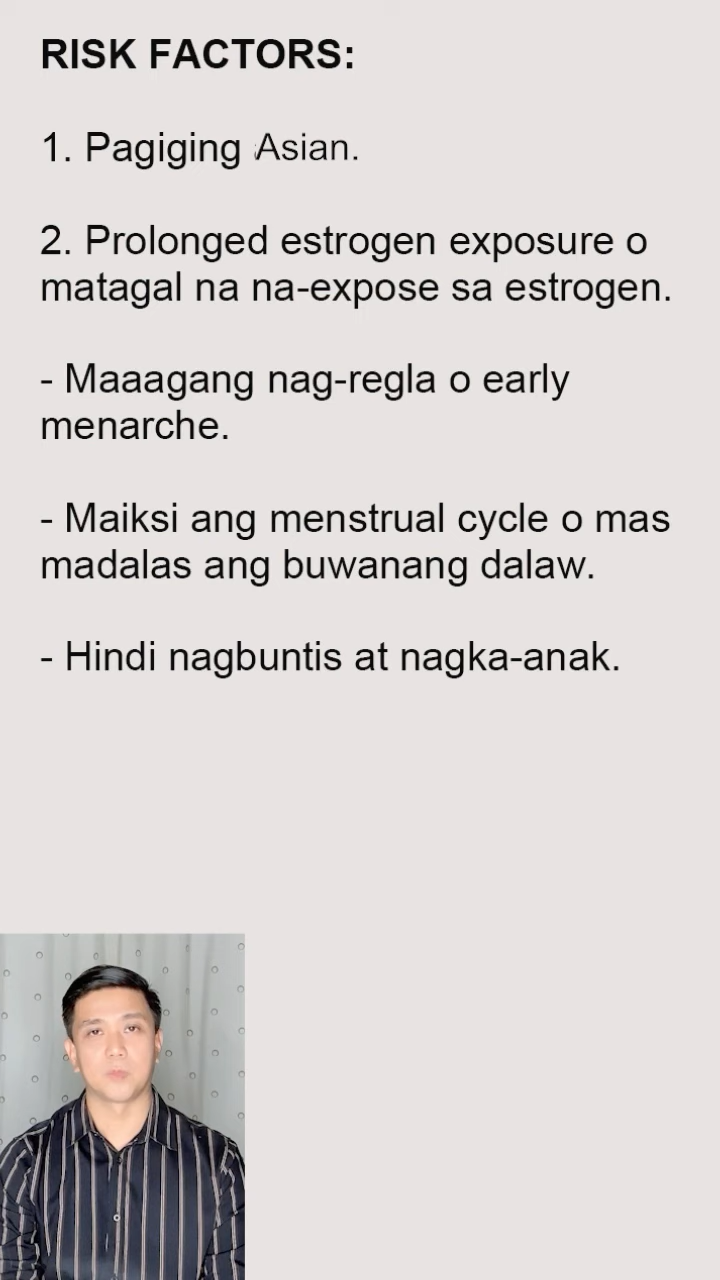 RISK FACTORS:
1. Pagiging Asian.
2. Prolonged estrogen exposure o
matagal na na-expose sa estrogen.
- Maaagang nag-regla o early
menarche.
- Maiksi ang menstrual cycle o mas
madalas ang buwanang dalaw.
- Hindi nagbuntis at nagka-anak.